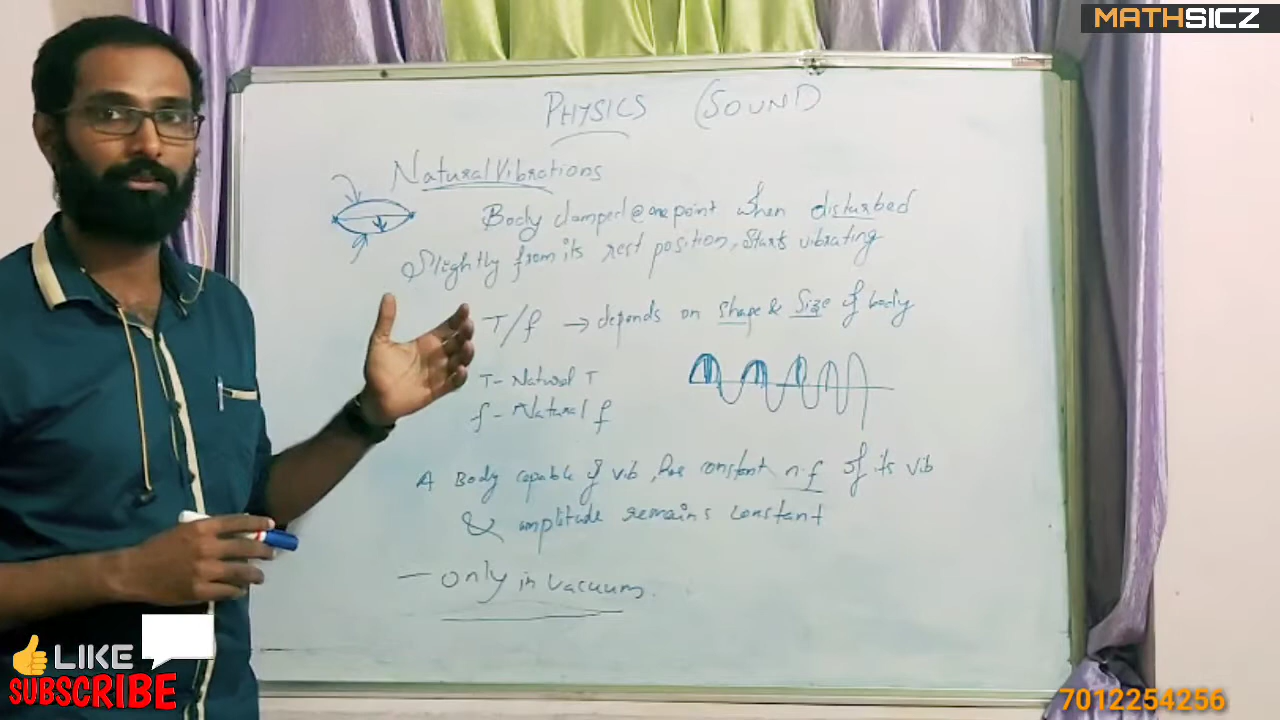 MATHSICZ
PHYSICS (SOUND
Natural Vibrations
Body clamped @ one point when disturbed
Slightly from its rest position, starts vibrating
T/f → depends on shape & Size of body
T - Natural T
f - Natural f
A Body capable of vib, has constant n.f of its vib
& amplitude remains constant
— only in vacuum.
LIKE
SUBSCRIBE
7012254256